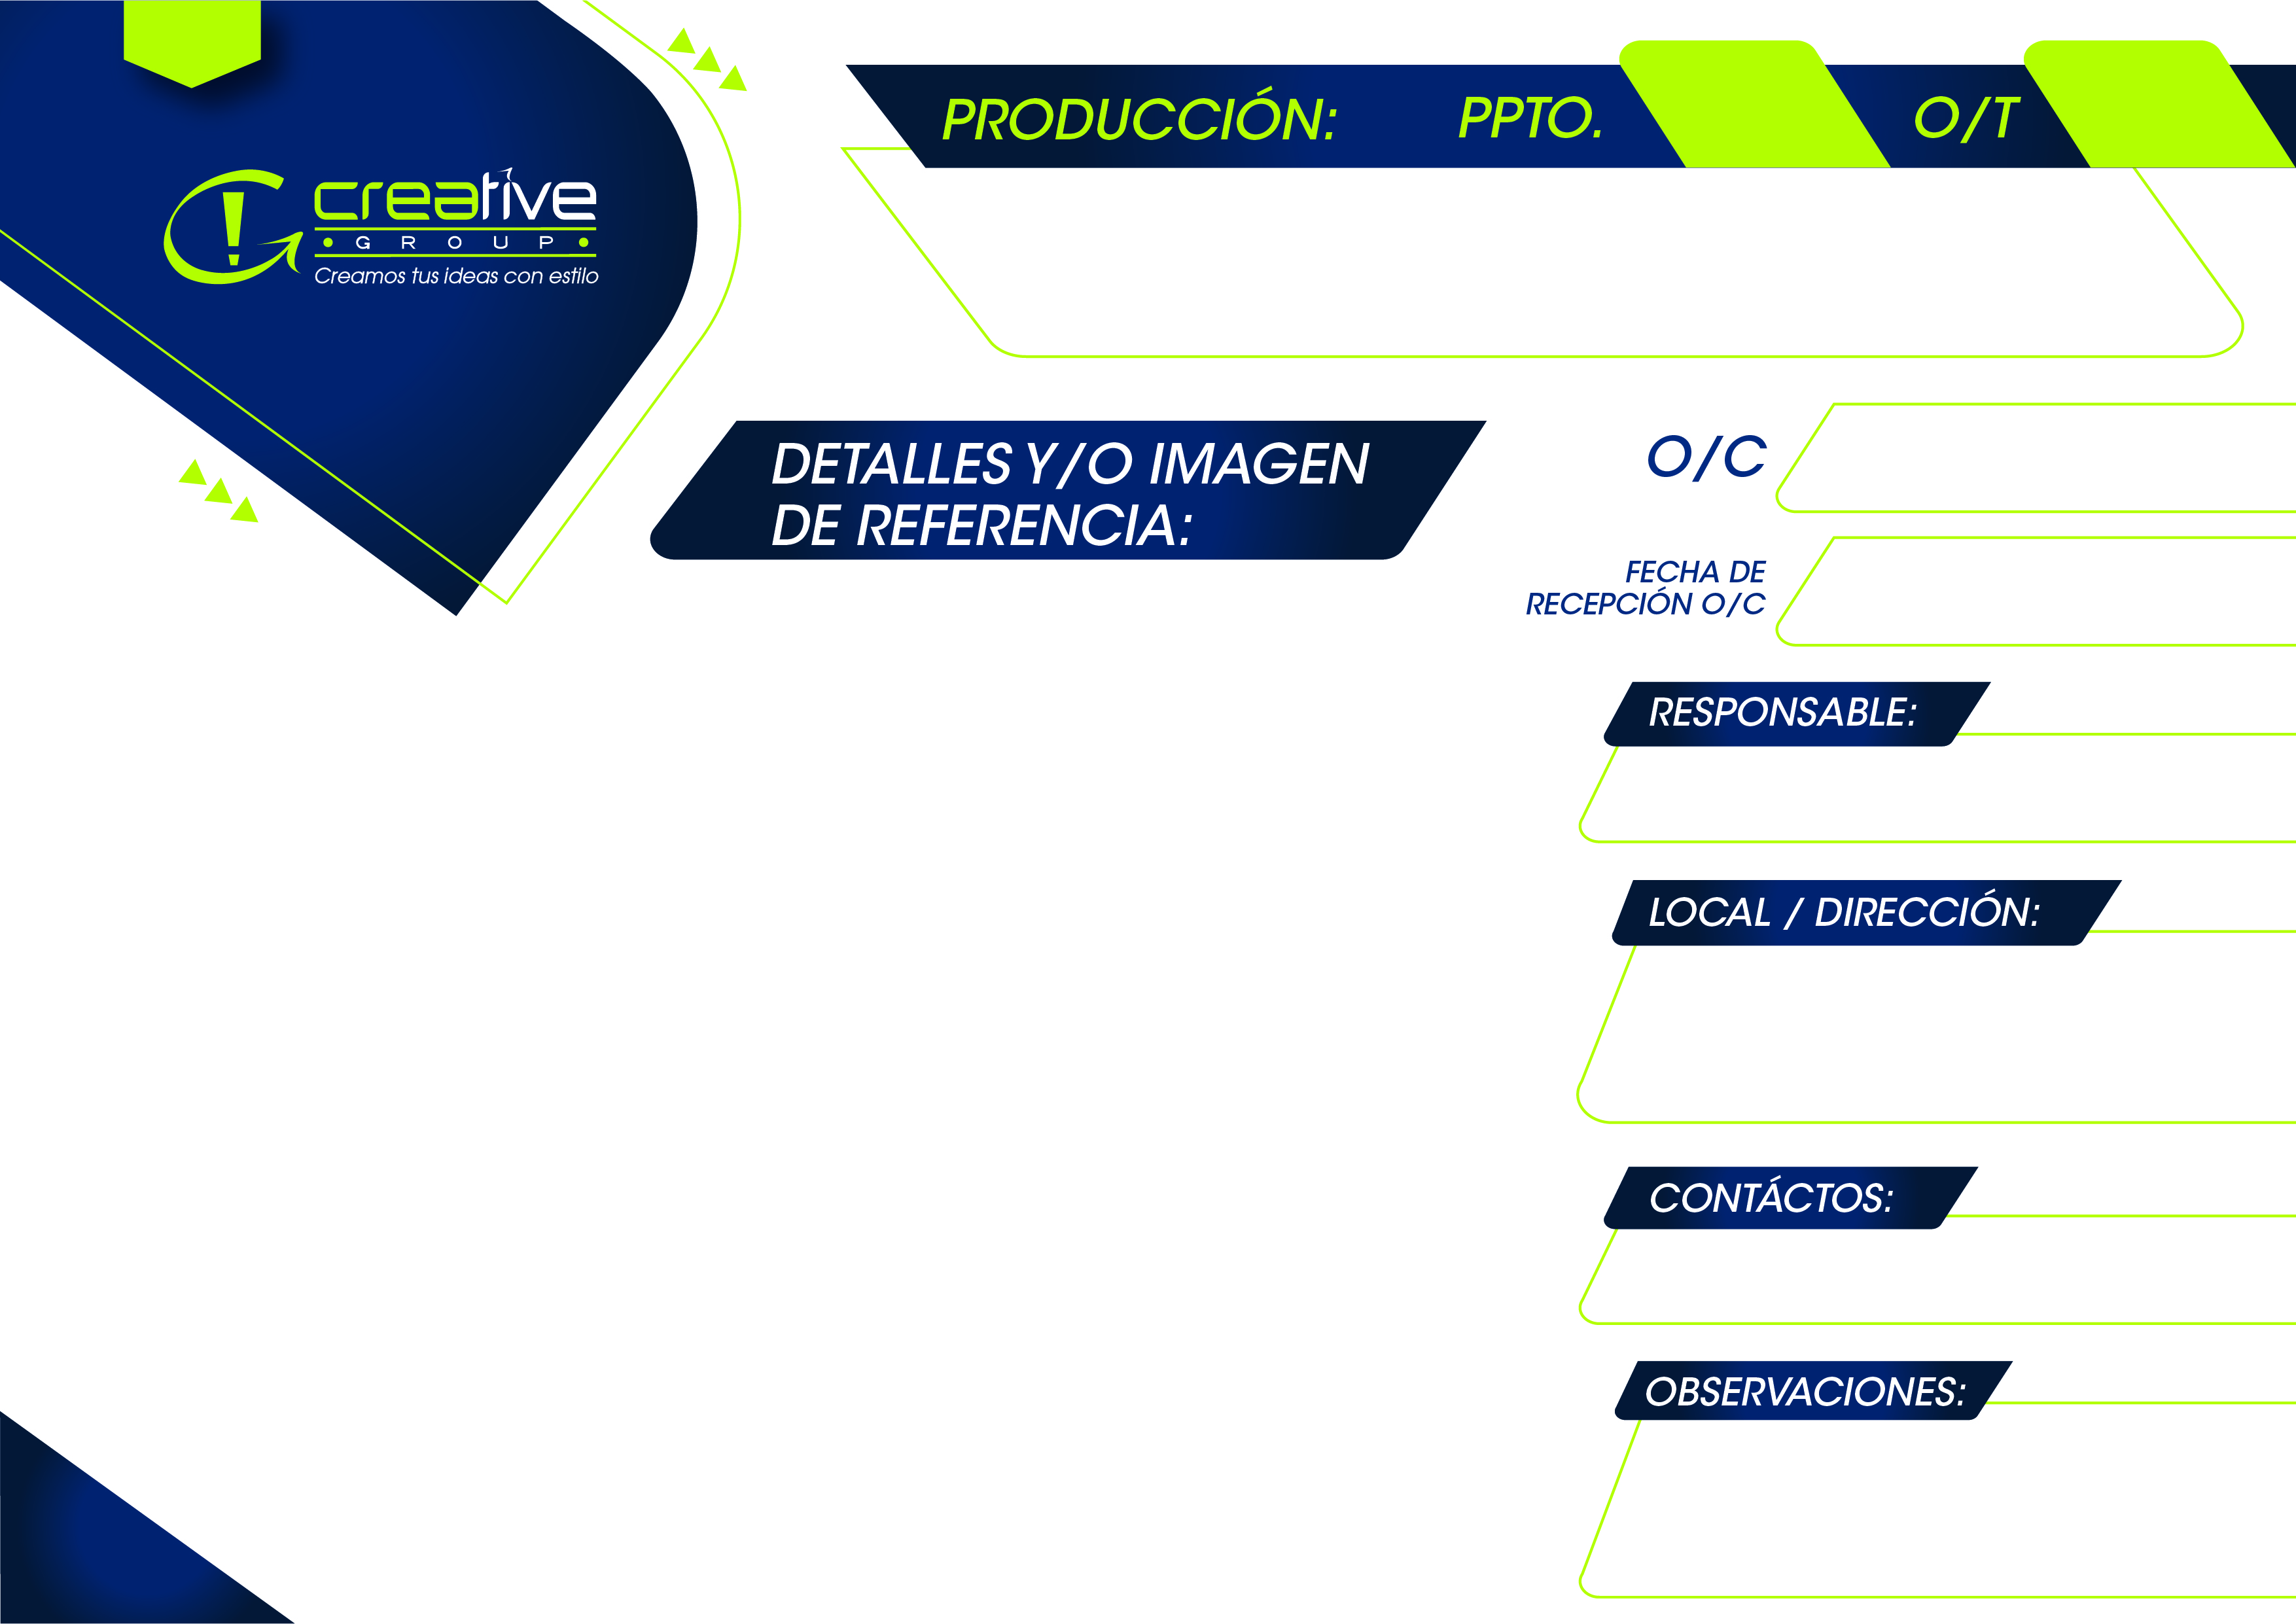 creative
GROUP
Creamos tus ideas con estilo
PRODUCCIÓN: PPTO. O/T
DETALLES Y/O IMAGEN
DE REFERENCIA:
O/C
FECHA DE
RECEPCIÓN O/C
RESPONSABLE:
LOCAL / DIRECCIÓN:
CONTÁCTOS:
OBSERVACIONES: